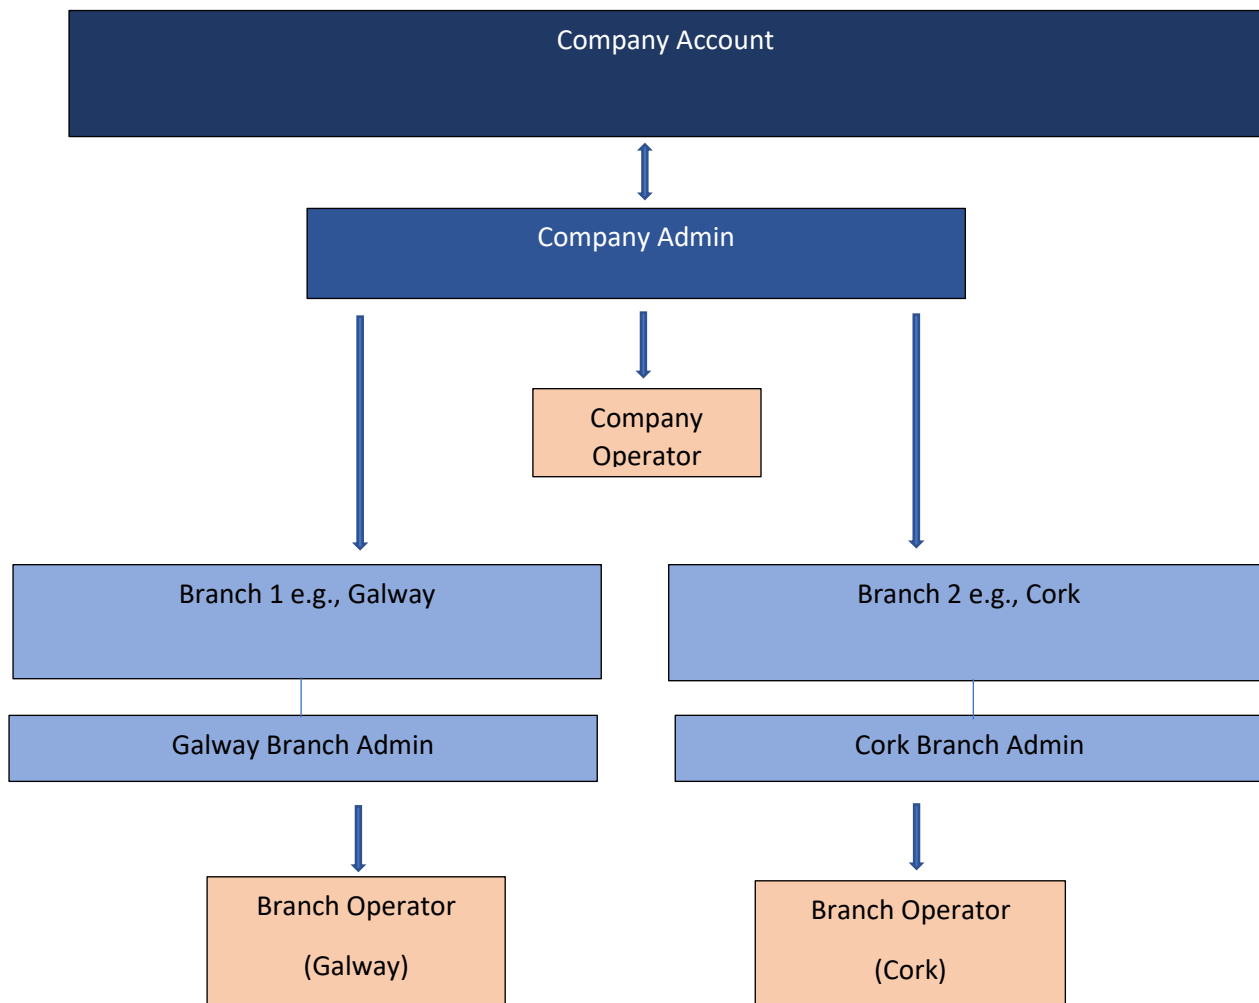 Company Account
Company Admin
Company
Operator
Branch 1 e.g., Galway
Branch 2 e.g., Cork
Galway Branch Admin
Cork Branch Admin
Branch Operator
(Galway)
Branch Operator
(Cork)